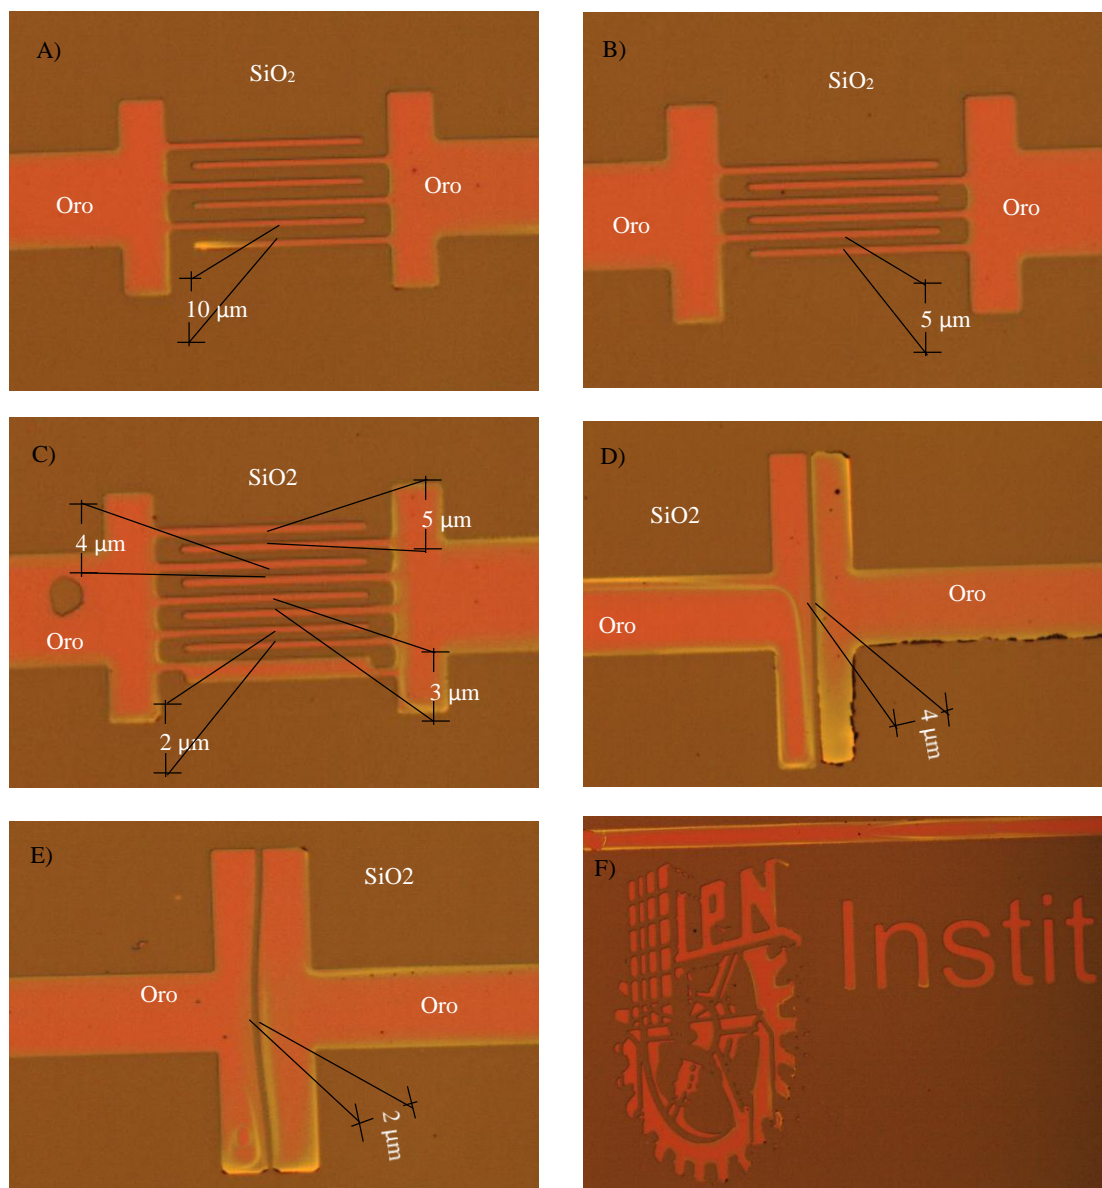 A)
SiO₂
Oro
Oro
10 µm
B)
SiO₂
Oro
Oro
5 µm
C)
SiO2
5 µm
4 µm
Oro
3 µm
2 µm
D)
SiO2
Oro
Oro
4 µm
E)
SiO2
Oro
Oro
2 µm
F)
IPN
Instit